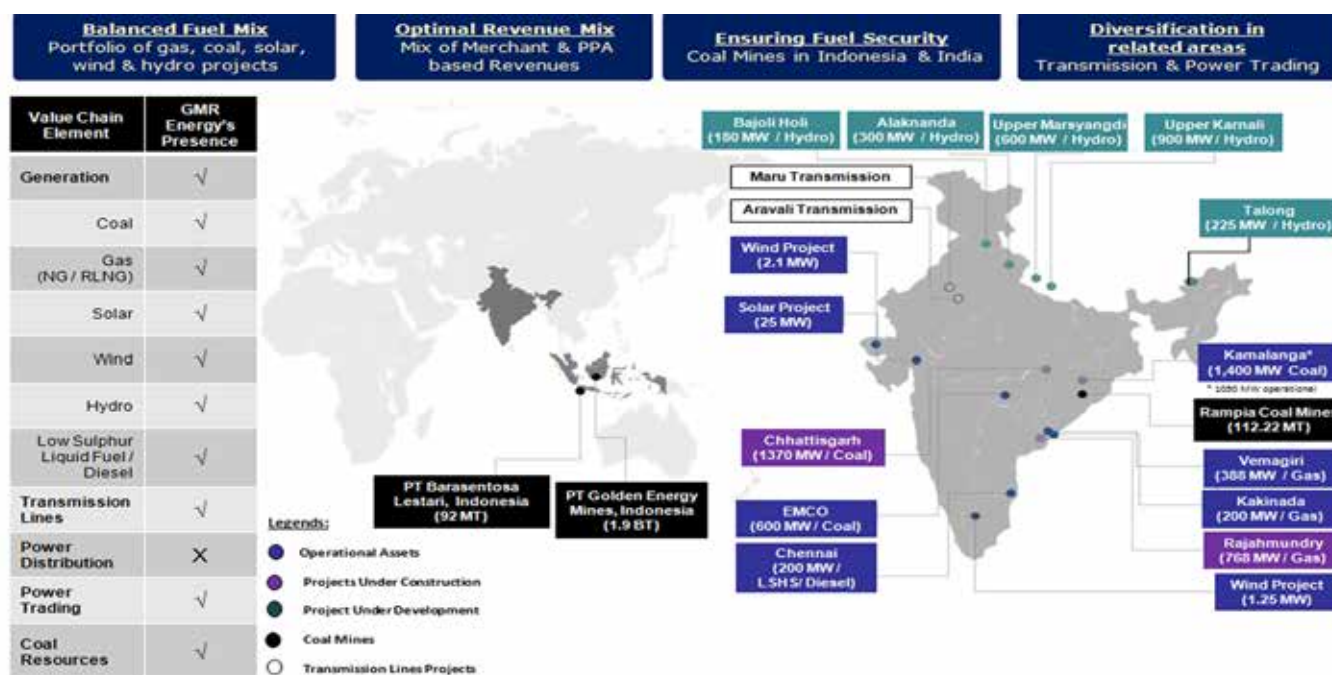 Balanced Fuel Mix
Portfolio of gas, coal, solar,
wind & hydro projects
Optimal Revenue Mix
Mix of Merchant & PPA
based Revenues
Ensuring Fuel Security
Coal Mines in Indonesia & India
Diversification in
related areas
Transmission & Power Trading
Value Chain
Element
GMR
Energy's
Presence
Generation
√
Coal
√
Gas
(NG / RLNG)
√
Solar
√
Wind
√
Hydro
√
Low Sulphur
Liquid Fuel /
Diesel
√
Transmission
Lines
√
Power
Distribution
X
Power
Trading
√
Coal
Resources
√
PT Barasentosa
Lestari, Indonesia
(92 MT)
PT Golden Energy
Mines, Indonesia
(1.9 BT)
Legends:
Operational Assets
Projects Under Construction
Project Under Development
Coal Mines
Transmission Lines Projects
Bajoli Holi
(180 MW / Hydro)
Alaknanda
(300 MW / Hydro)
Upper Marsyangdi
(600 MW / Hydro)
Upper Karnali
(900 MW / Hydro)
Maru Transmission
Aravali Transmission
Wind Project
(2.1 MW)
Solar Project
(25 MW)
Chhattisgarh
(1370 MW / Coal)
EMCO
(600 MW / Coal)
Chennai
(200 MW /
LSHS/ Diesel)
Talong
(225 MW / Hydro)
Kamalanga*
(1,400 MW Coal)
operational
Rampia Coal Mines
(112.22 MT)
Vemagiri
(388 MW / Gas)
Kakinada
(200 MW / Gas)
Rajahmundry
(768 MW / Gas)
Wind Project
(1.25 MW)